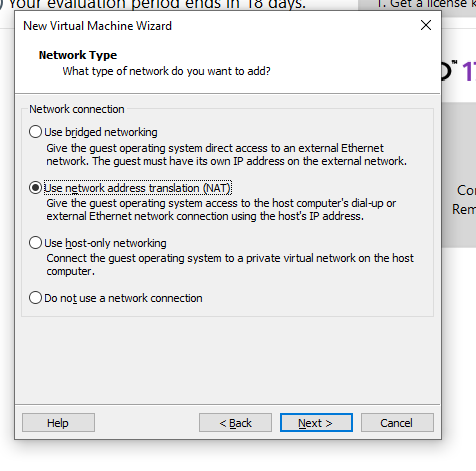 Your evaluation period ends in 18 days.
1. Get a license k
New Virtual Machine Wizard
Network Type
What type of network do you want to add?
Network connection
Use bridged networking
Give the guest operating system direct access to an external Ethernet
network. The guest must have its own IP address on the external network.
Use network address translation (NAT)
Give the guest operating system access to the host computer's dial-up or
external Ethernet network connection using the host's IP address.
Use host-only networking
Connect the guest operating system to a private virtual network on the host
computer.
Do not use a network connection
Help
< Back
Next >
Cancel
Rem